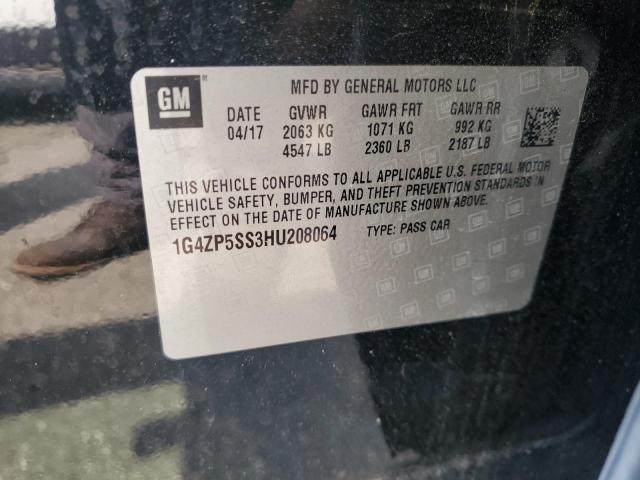 GM
MFD BY GENERAL MOTORS LLC
DATE GVWR GAWR FRT GAWR RR
04/17 2063 KG 1071 KG 992 KG
4547 LB 2360 LB 2187 LB
THIS VEHICLE CONFORMS TO ALL APPLICABLE U.S. FEDERAL MOTOR
VEHICLE SAFETY, BUMPER, AND THEFT PREVENTION STANDARDS IN
EFFECT ON THE DATE OF MANUFACTURE SHOWN ABOVE.
1G4ZP5SS3HU208064 TYPE: PASS CAR